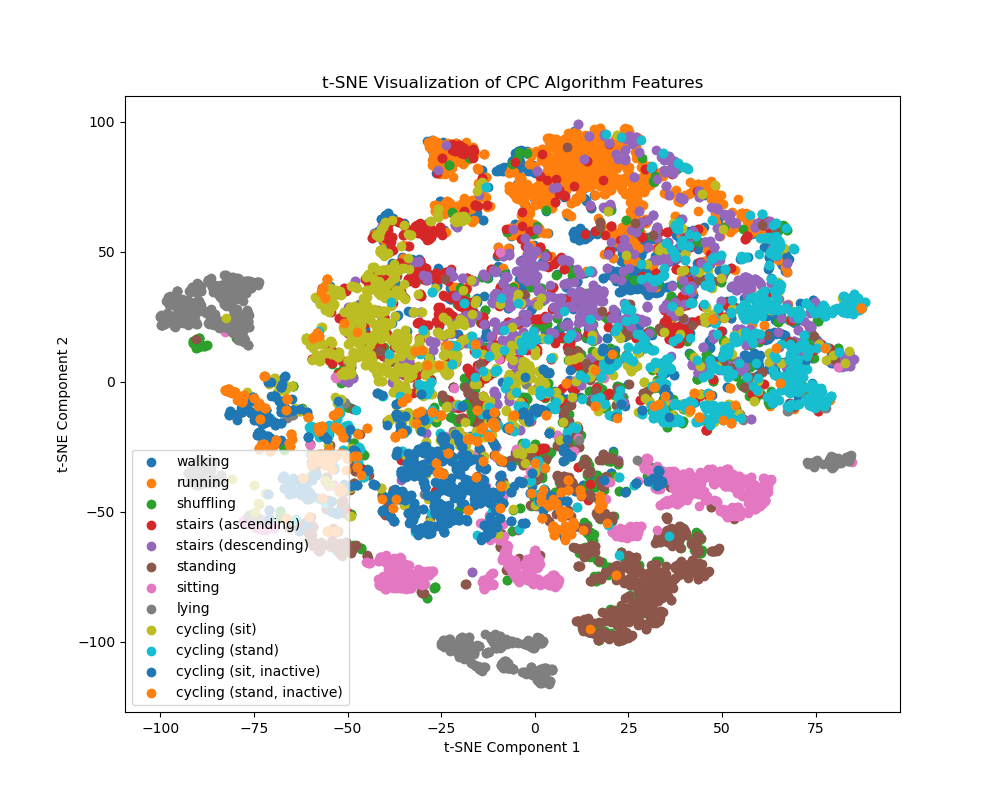 t-SNE Visualization of CPC Algorithm Features
100
50
0
−50
−100
t-SNE Component 2
walking
running
shuffling
stairs (ascending)
stairs (descending)
standing
sitting
lying
cycling (sit)
cycling (stand)
cycling (sit, inactive)
cycling (stand, inactive)
−100
−75
−50
−25
0
25
50
75
t-SNE Component 1